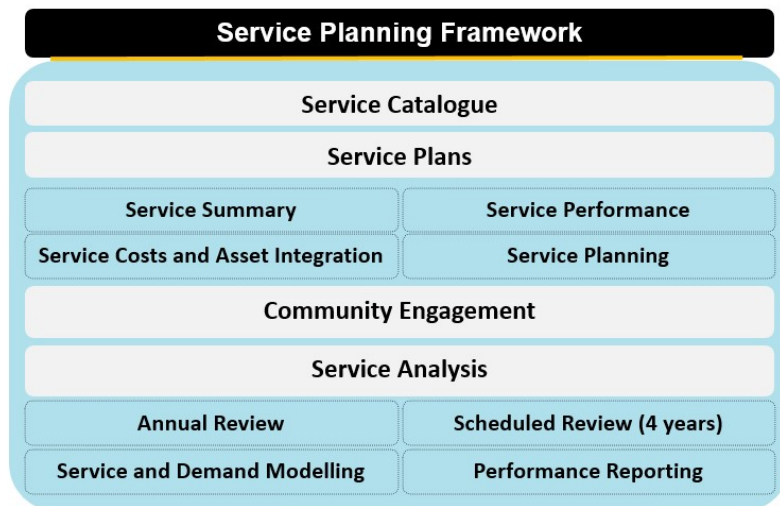 Service Planning Framework
Service Catalogue
Service Plans
Service Summary
Service Performance
Service Costs and Asset Integration
Service Planning
Community Engagement
Service Analysis
Annual Review
Scheduled Review (4 years)
Service and Demand Modelling
Performance Reporting